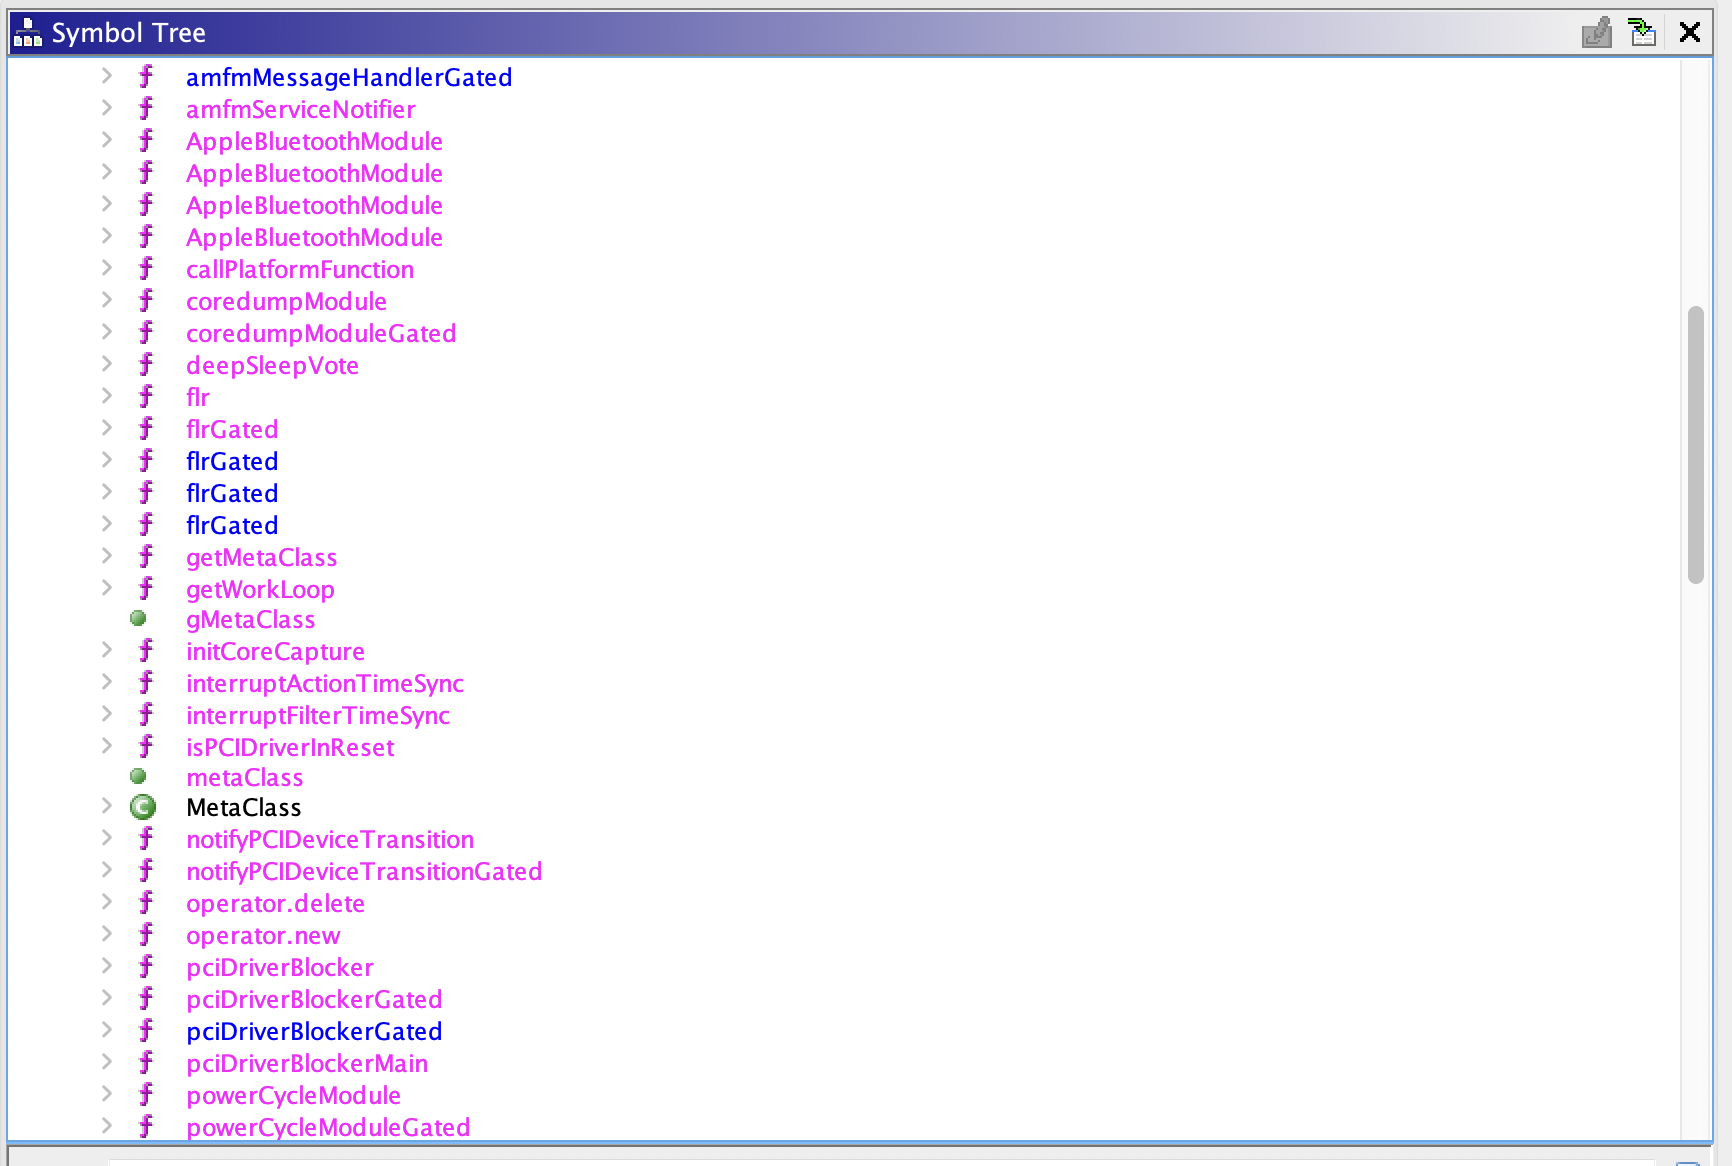 Symbol Tree
amfmMessageHandlerGated
amfmServiceNotifier
AppleBluetoothModule
AppleBluetoothModule
AppleBluetoothModule
AppleBluetoothModule
callPlatformFunction
coredumpModule
coredumpModuleGated
deepSleepVote
flr
flrGated
flrGated
flrGated
flrGated
getMetaClass
getWorkLoop
gMetaClass
initCoreCapture
interruptActionTimeSync
interruptFilterTimeSync
isPCIDriverInReset
metaClass
MetaClass
notifyPCIDeviceTransition
notifyPCIDeviceTransitionGated
operator.delete
operator.new
pciDriverBlocker
pciDriverBlockerGated
pciDriverBlockerGated
pciDriverBlockerMain
powerCycleModule
powerCycleModuleGated